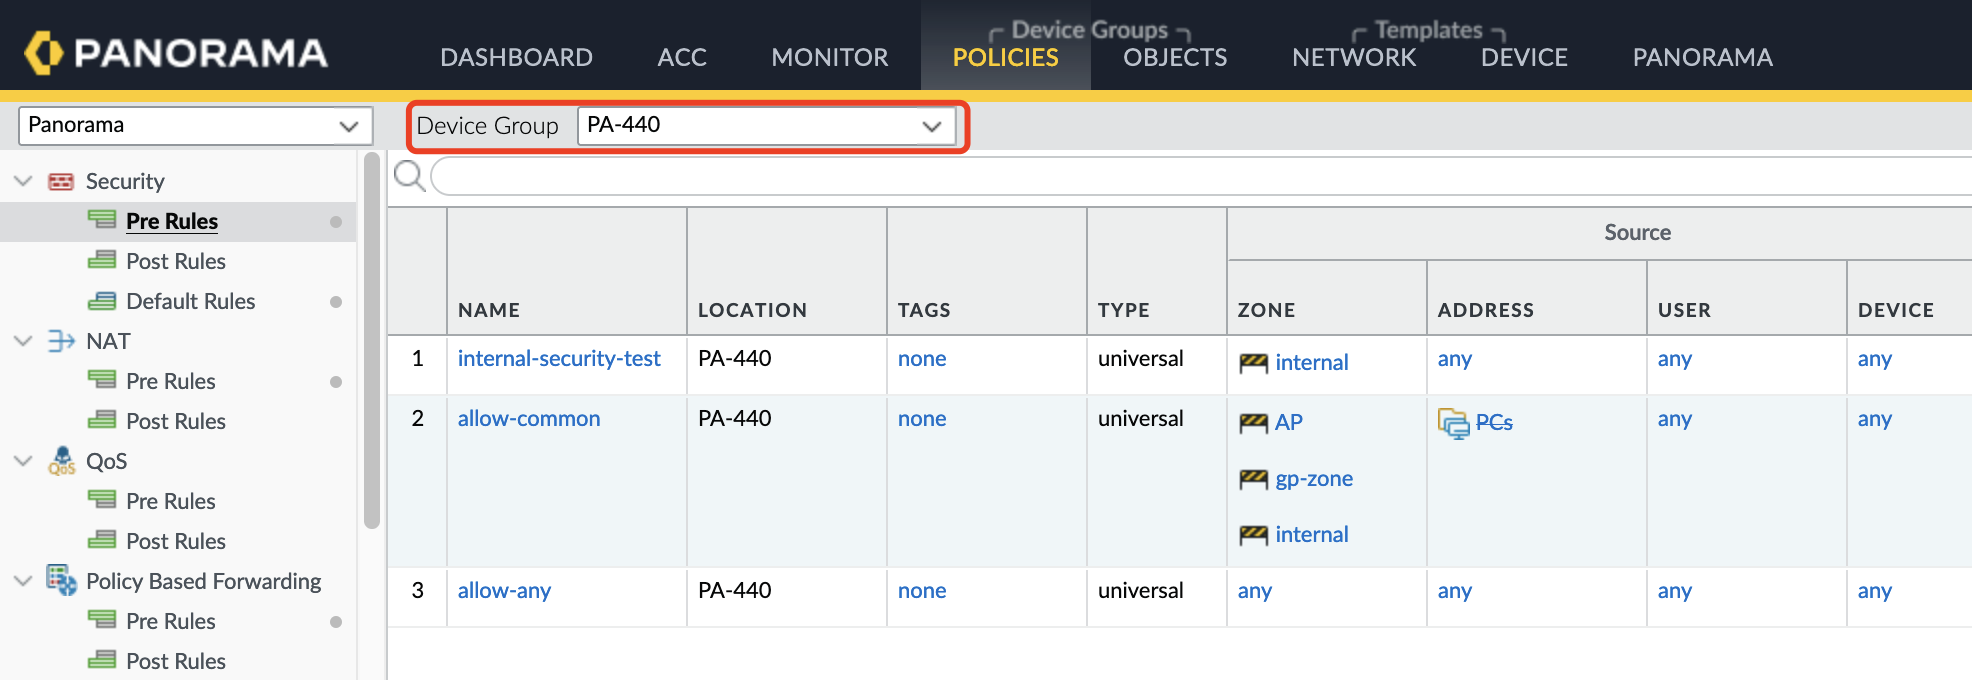 Device Groups Templates
PANORAMA DASHBOARD ACC MONITOR POLICIES OBJECTS NETWORK DEVICE PANORAMA
Panorama Device Group PA-440
Security
Pre Rules
Post Rules
Default Rules
NAT
Pre Rules
Post Rules
QoS QoS
Pre Rules
Post Rules
Policy Based Forwarding
Pre Rules
Post Rules
Source
NAME LOCATION TAGS TYPE ZONE ADDRESS USER DEVICE
1 internal-security-test PA-440 none universal internal any any any
2 allow-common PA-440 none universal AP PCs any any
gp-zone
internal
3 allow-any PA-440 none universal any any any any